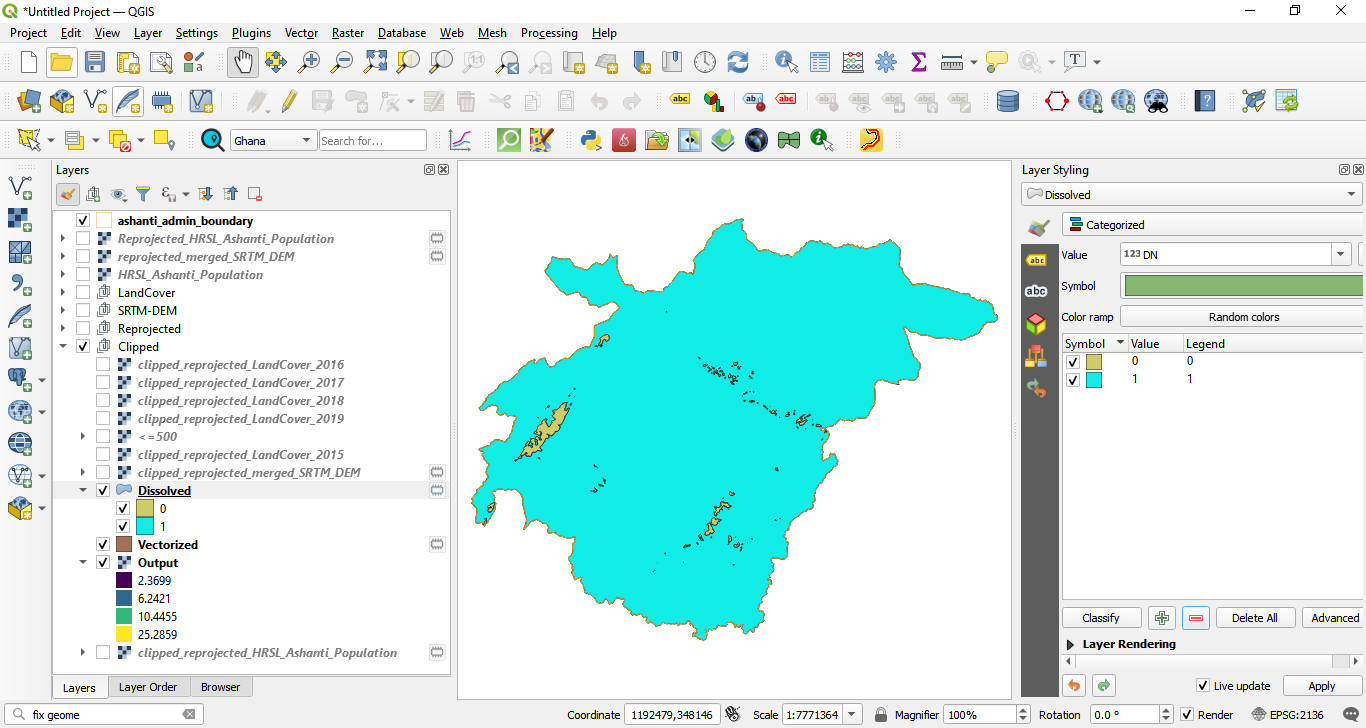 *Untitled Project — QGIS
Project Edit View Layer Settings Plugins Vector Raster Database Web Mesh Processing Help
abc abc abc
Ghana Search for...
Layers
ashanti_admin_boundary
Reprojected_HRSL_Ashanti_Population
reprojected_merged_SRTM_DEM
HRSL_Ashanti_Population
LandCover
SRTM-DEM
Reprojected
Clipped
clipped_reprojected_LandCover_2016
clipped_reprojected_LandCover_2017
clipped_reprojected_LandCover_2018
clipped_reprojected_LandCover_2019
<=500
clipped_reprojected_LandCover_2015
clipped_reprojected_merged_SRTM_DEM
Dissolved
0
1
Vectorized
Output
2.3699
6.2421
10.4455
25.2859
clipped_reprojected_HRSL_Ashanti_Population
Layers Layer Order Browser
Layer Styling
Dissolved
Categorized
abc
Value 123 DN
abc
Symbol
Color ramp Random colors
Symbol Value Legend
0 0
1 1
Classify Delete All Advanced
Layer Rendering
Live update Apply
fix geome Coordinate 1192479,348146 Scale 1:7771364 Magnifier 100% Rotation 0.0 ° Render EPSG:2136